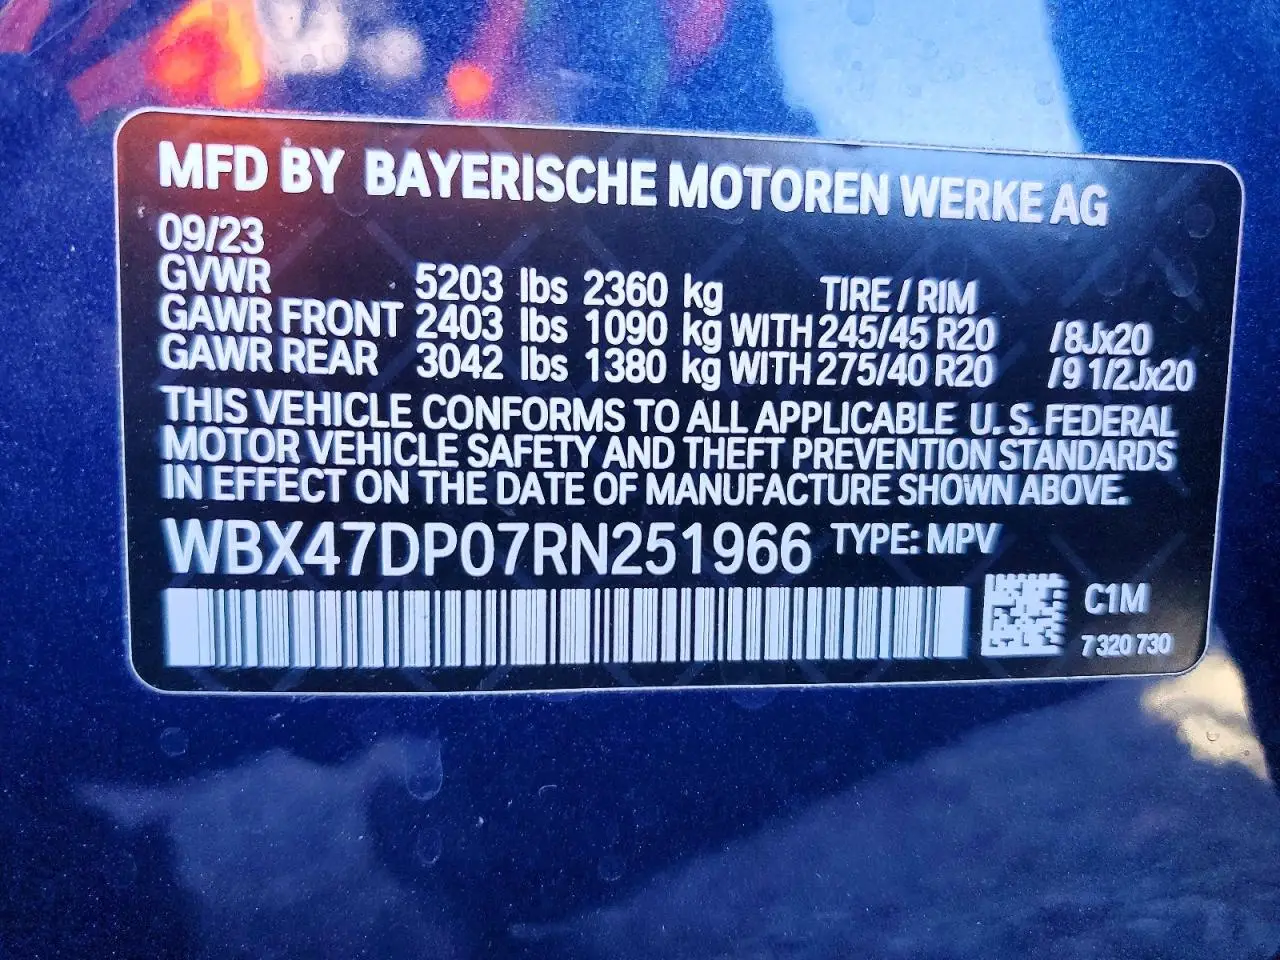 MFD BY BAYERISCHE MOTOREN WERKE AG
09/23
GVWR 5203 lbs 2360 kg TIRE / RIM
GAWR FRONT 2403 lbs 1090 kg WITH 245/45 R20 /8Jx20
GAWR REAR 3042 lbs 1380 kg WITH 275/40 R20 /9 1/2Jx20
THIS VEHICLE CONFORMS TO ALL APPLICABLE U.S. FEDERAL
MOTOR VEHICLE SAFETY AND THEFT PREVENTION STANDARDS
IN EFFECT ON THE DATE OF MANUFACTURE SHOWN ABOVE.
WBX47DP07RN251966 TYPE: MPV
C1M
7 320 730